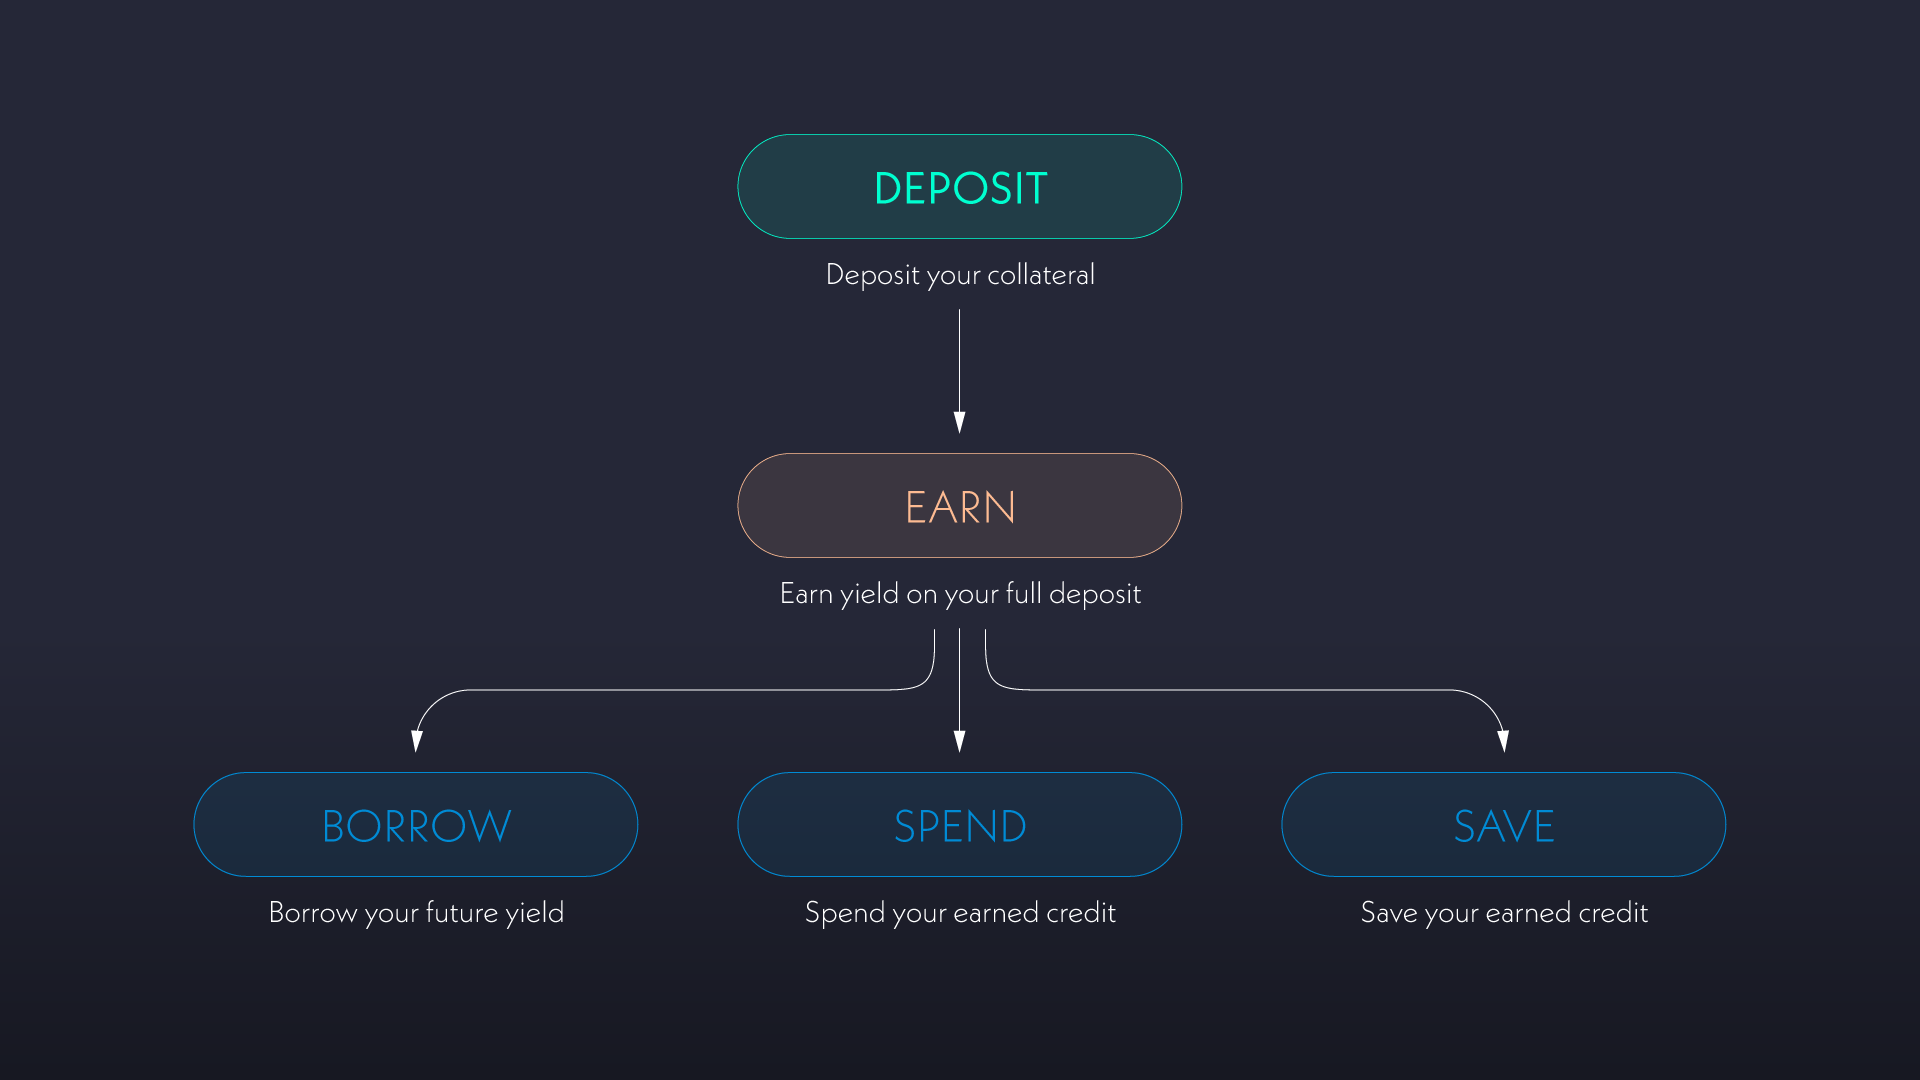 DEPOSIT
Deposit your collateral
EARN
Earn yield on your full deposit
BORROW
Borrow your future yield
SPEND
Spend your earned credit
SAVE
Save your earned credit